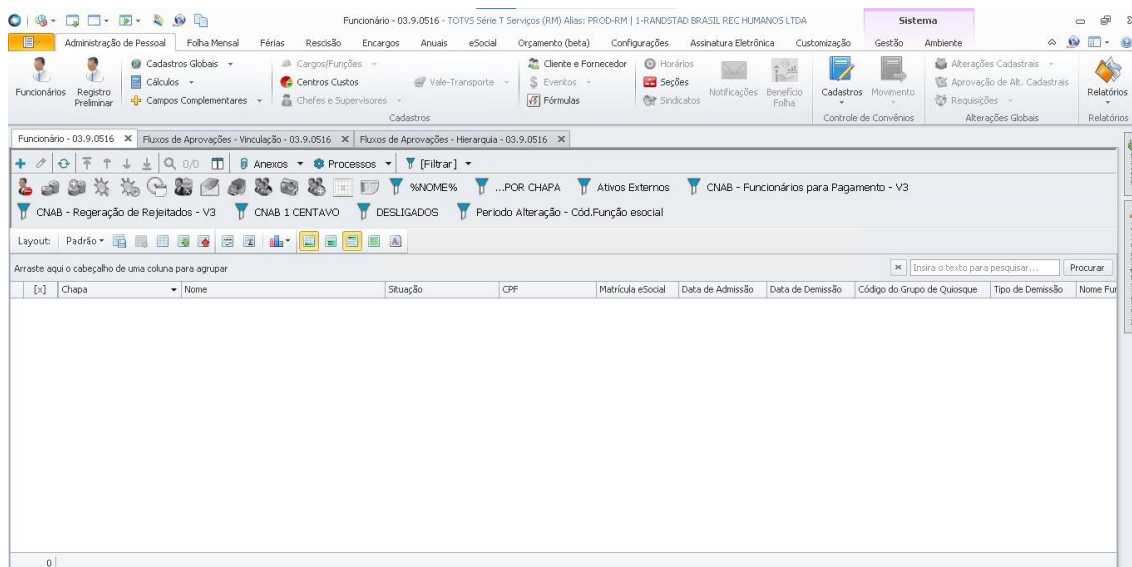 Funcionário - 03.9.0516 - TOTVS Série T Serviços (RM) Alias: PROD-RM | 1-RANDSTAD BRASIL REC HUMANOS LTDA Sistema
Administração de Pessoal Folha Mensal Férias Rescisão Encargos Anuais eSocial Orçamento (beta) Configurações Assinatura Eletrônica Customização Gestão Ambiente
Cadastros Globais Cargos/Funções Cliente e Fornecedor Horários Alterações Cadastrais
Funcionários Registro Preliminar Cálculos Centros Custos Vale-Transporte Eventos Seções Notificações Benefício Folha Cadastros Movimento Aprovação de Alt. Cadastrais Relatórios
Campos Complementares Chefes e Supervisores Fórmulas Sindicatos Requisições
Cadastros Controle de Convênios Alterações Globais Relatórios
Funcionário - 03.9.0516 X Fluxos de Aprovações - Vinculação - 03.9.0516 X Fluxos de Aprovações - Hierarquia - 03.9.0516 X
0/0 Anexos Processos [Filtrar]
%NOME% ...POR CHAPA Ativos Externos CNAB - Funcionários para Pagamento - V3
CNAB - Regeração de Rejeitados - V3 CNAB 1 CENTAVO DESLIGADOS Periodo Alteração - Cód.Função esocial
Layout: Padrão
Arraste aqui o cabeçalho de uma coluna para agrupar Insira o texto para pesquisar... Procurar
[x] Chapa Nome Situação CPF Matrícula eSocial Data de Admissão Data de Demissão Código do Grupo de Quiosque Tipo de Demissão Nome Fur
0